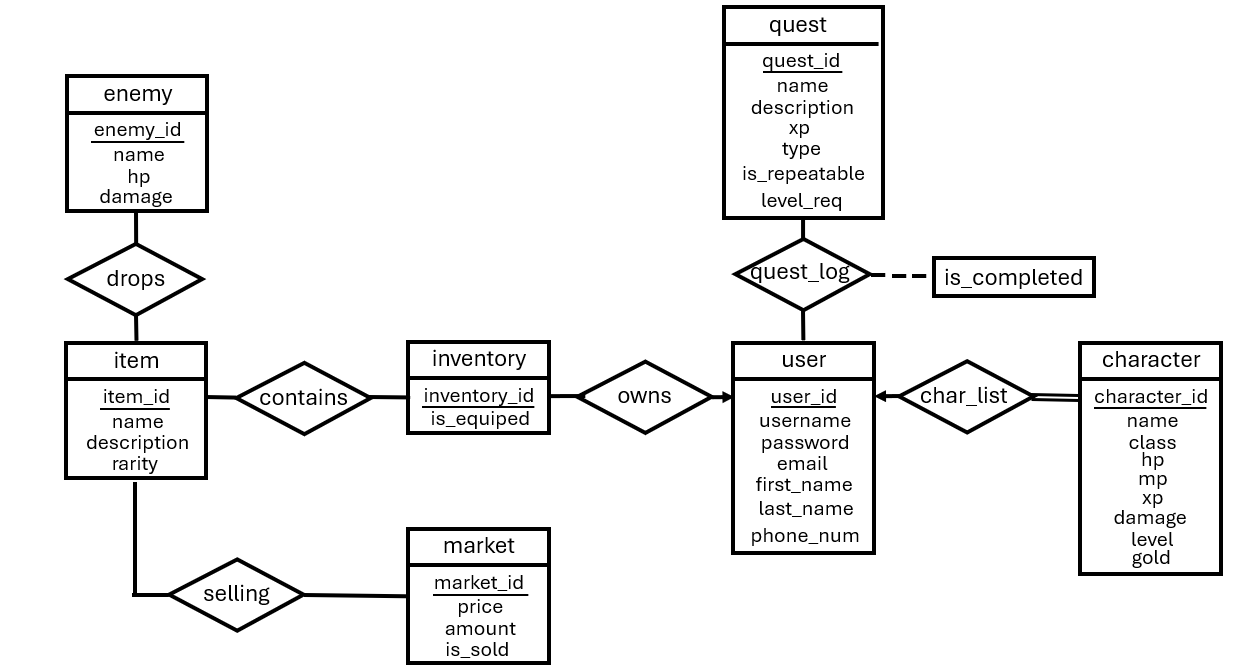 quest
quest_id
name
description
xp
type
is_repeatable
level_req
enemy
enemy_id
name
hp
damage
drops
quest_log
is_completed
item
item_id
name
description
rarity
contains
inventory
inventory_id
is_equiped
owns
user
user_id
username
password
email
first_name
last_name
phone_num
char_list
character
character_id
name
class
hp
mp
xp
damage
level
gold
selling
market
market_id
price
amount
is_sold